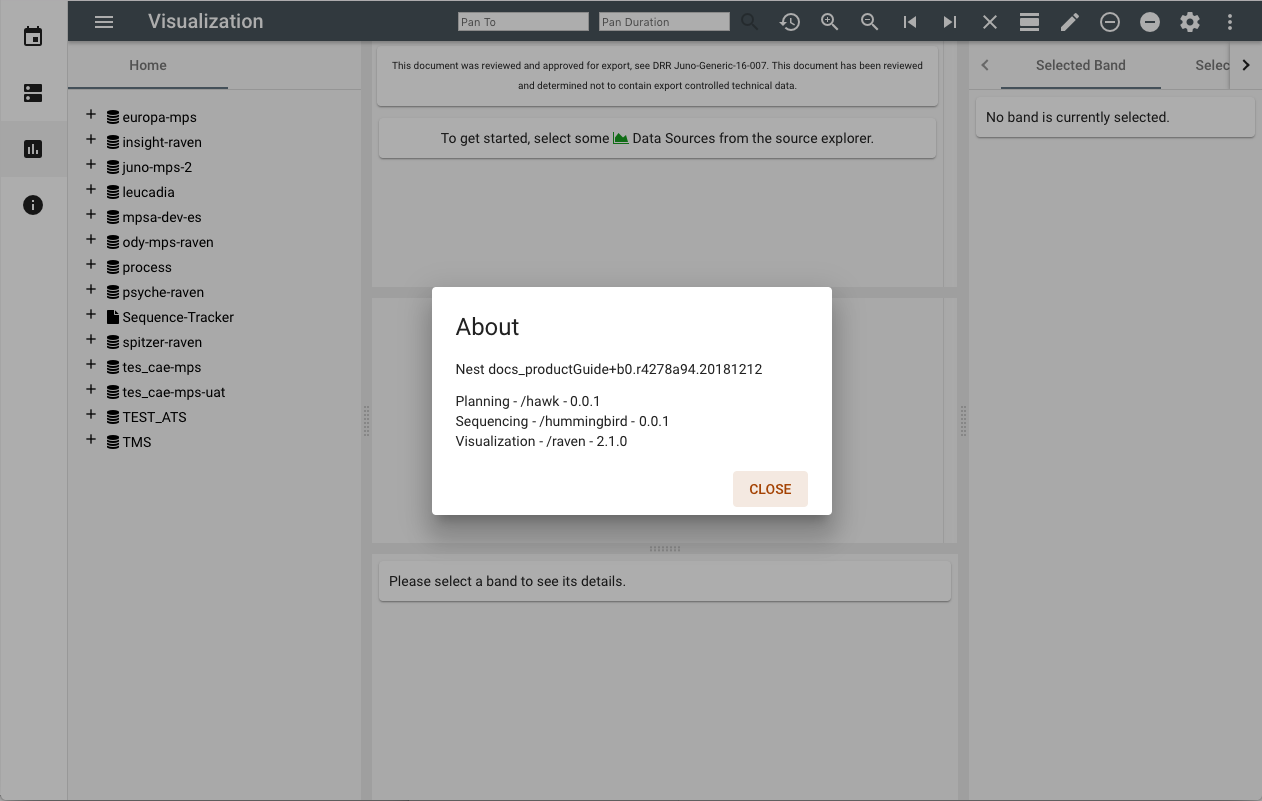 Visualization
Pan To
Pan Duration
Home
europa-mps
insight-raven
juno-mps-2
leucadia
mpsa-dev-es
ody-mps-raven
process
psyche-raven
Sequence-Tracker
spitzer-raven
tes_cae-mps
tes_cae-mps-uat
TEST_ATS
TMS
This document was reviewed and approved for export, see DRR Juno-Generic-16-007. This document has been reviewed
and determined not to contain export controlled technical data.
To get started, select some Data Sources from the source explorer.
About
Nest docs_productGuide+b0.r4278a94.20181212
Planning - /hawk - 0.0.1
Sequencing - /hummingbird - 0.0.1
Visualization - /raven - 2.1.0
CLOSE
Please select a band to see its details.
Selected Band
Selec
No band is currently selected.